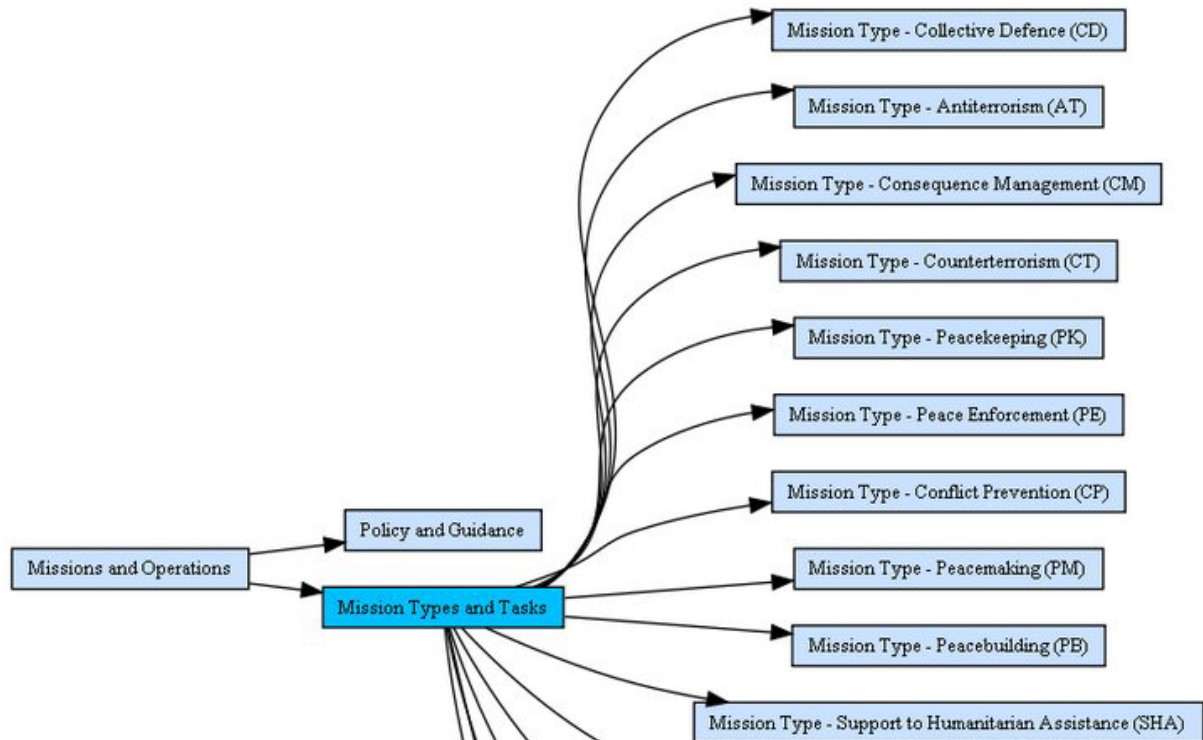 Mission Type - Collective Defence (CD)
Mission Type - Antiterrorism (AT)
Mission Type - Consequence Management (CM)
Mission Type - Counterterrorism (CT)
Mission Type - Peacekeeping (PK)
Mission Type - Peace Enforcement (PE)
Mission Type - Conflict Prevention (CP)
Policy and Guidance
Missions and Operations
Mission Type - Peacemaking (PM)
Mission Types and Tasks
Mission Type - Peacebuilding (PB)
Mission Type - Support to Humanitarian Assistance (SHA)